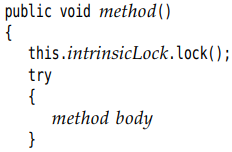 public void method()
{
this.intrinsicLock.lock();
try
{
method body
}